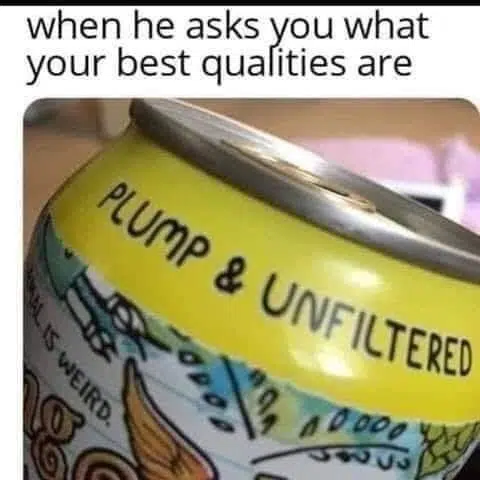 when he asks you what
your best qualities are
PLUMP & UNFILTERED
IS WEIRD.